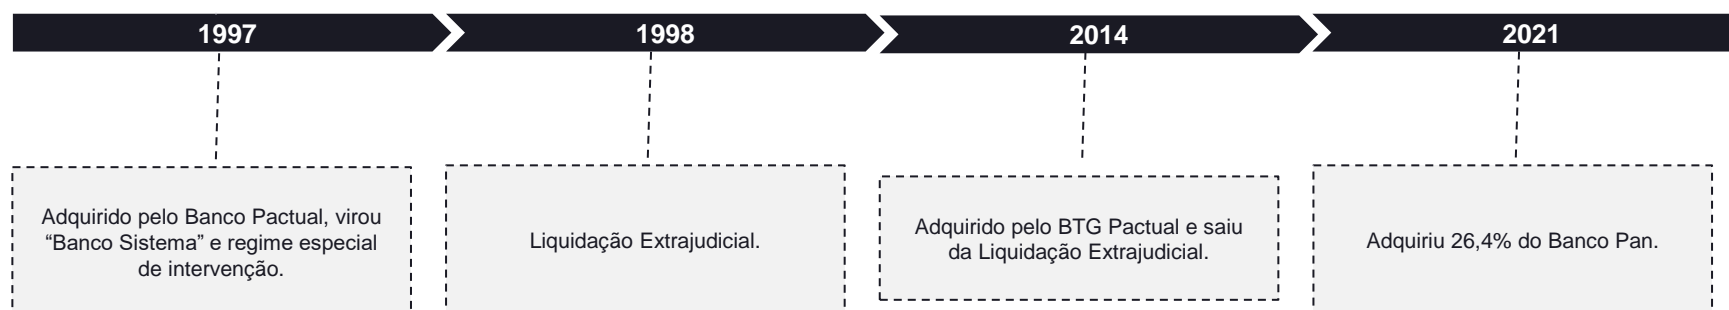 1997
1998
2014
2021
Adquirido pelo Banco Pactual, virou
“Banco Sistema” e regime especial
de intervenção.
Liquidação Extrajudicial.
Adquirido pelo BTG Pactual e saiu
da Liquidação Extrajudicial.
Adquiriu 26,4% do Banco Pan.